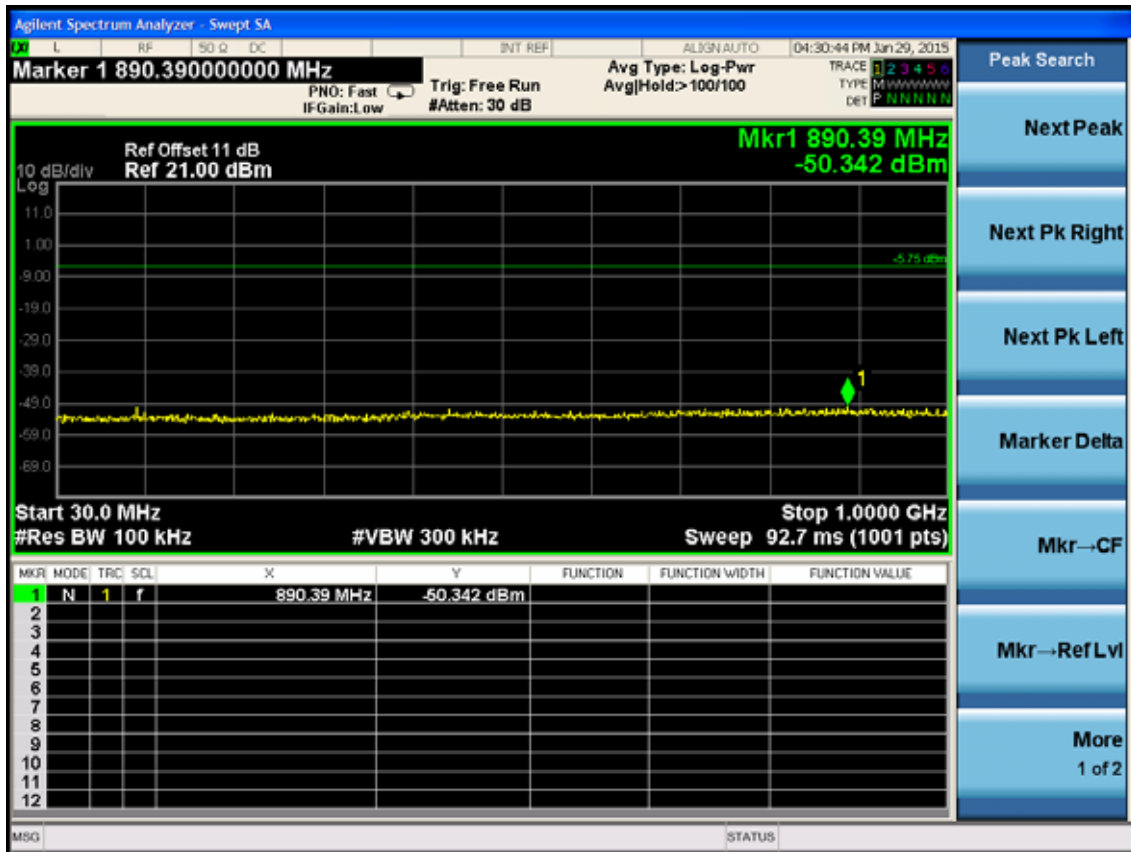 Agilent Spectrum Analyzer - Swept SA
L RF 50 Ω DC INT REF ALIGN AUTO 04:30:44 PM Jan 29, 2015
Marker 1 890.390000000 MHz
PNO: Fast
IFGain:Low
Trig: Free Run
#Atten: 30 dB
Avg Type: Log-Pwr
Avg|Hold:>100/100
TRACE 1 2 3 4 5 6
TYPE M W W W W W
DET P N N N N N
Mkr1 890.39 MHz
-50.342 dBm
Ref Offset 11 dB
10 dB/div Ref 21.00 dBm
Log
11.0
1.00
-5.75 dBm
-9.00
-19.0
-29.0
-39.0
1
-49.0
-59.0
-69.0
Start 30.0 MHz Stop 1.0000 GHz
#Res BW 100 kHz #VBW 300 kHz Sweep 92.7 ms (1001 pts)
MKR MODE TRC SCL X Y FUNCTION FUNCTION WIDTH FUNCTION VALUE
1 N 1 f 890.39 MHz -50.342 dBm
2
3
4
5
6
7
8
9
10
11
12
MSG STATUS
Peak Search
Next Peak
Next Pk Right
Next Pk Left
Marker Delta
Mkr→CF
Mkr→Ref Lvl
More
1 of 2